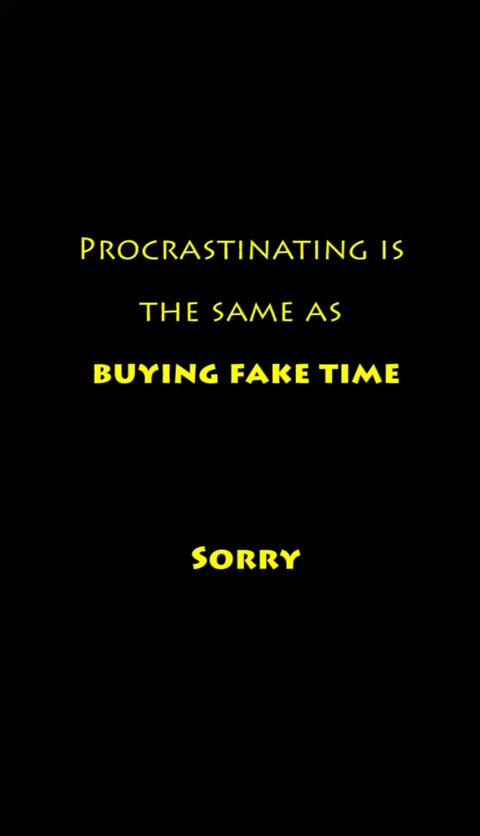 Procrastinating is
the same as
buying fake time
Sorry